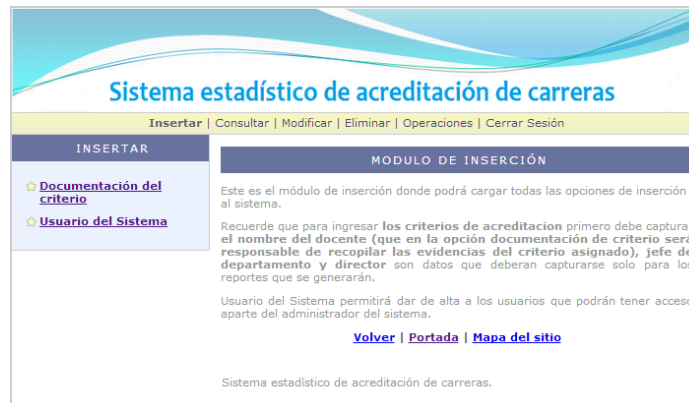 Sistema estadístico de acreditación de carreras
Insertar | Consultar | Modificar | Eliminar | Operaciones | Cerrar Sesión
INSERTAR
Documentación del
criterio
Usuario del Sistema
MODULO DE INSERCIÓN
Este es el módulo de inserción donde podrá cargar todas las opciones de inserción
al sistema.
Recuerde que para ingresar los criterios de acreditacion primero debe captura
el nombre del docente (que en la opción documentación de criterio será
responsable de recopilar las evidencias del criterio asignado), jefe de
departamento y director son datos que deberan capturarse solo para los
reportes que se generarán.
Usuario del Sistema permitirá dar de alta a los usuarios que podrán tener acceso
aparte del administrador del sistema.
Volver | Portada | Mapa del sitio
Sistema estadístico de acreditación de carreras.